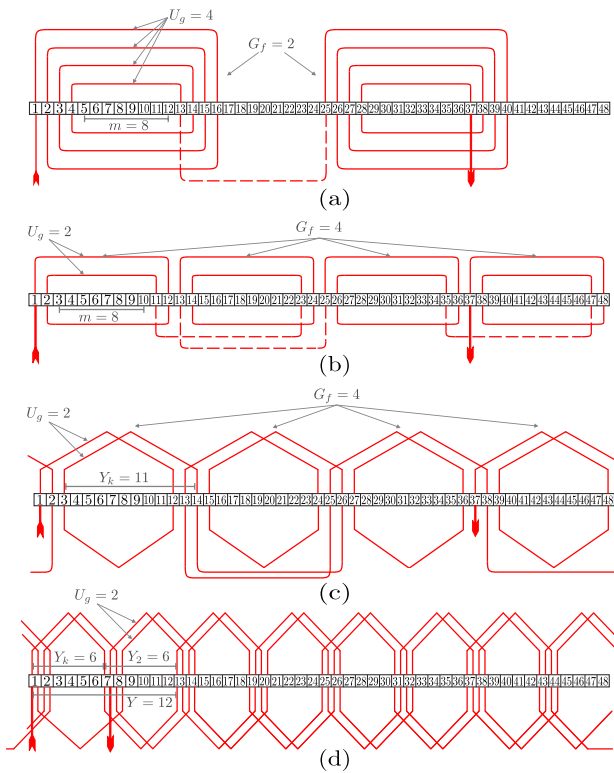 U_g = 4
G_f = 2
1 2 3 4 5 6 7 8 9 10 11 12 13 14 15 16 17 18 19 20 21 22 23 24 25 26 27 28 29 30 31 32 33 34 35 36 37 38 39 40 41 42 43 44 45 46 47 48
m = 8
(a)
U_g = 2
G_f = 4
1 2 3 4 5 6 7 8 9 10 11 12 13 14 15 16 17 18 19 20 21 22 23 24 25 26 27 28 29 30 31 32 33 34 35 36 37 38 39 40 41 42 43 44 45 46 47 48
m = 8
(b)
G_f = 4
U_g = 2
Y_k = 11
1 2 3 4 5 6 7 8 9 10 11 12 13 14 15 16 17 18 19 20 21 22 23 24 25 26 27 28 29 30 31 32 33 34 35 36 37 38 39 40 41 42 43 44 45 46 47 48
(c)
U_g = 2
Y_k = 6 Y_2 = 6
1 2 3 4 5 6 7 8 9 10 11 12 13 14 15 16 17 18 19 20 21 22 23 24 25 26 27 28 29 30 31 32 33 34 35 36 37 38 39 40 41 42 43 44 45 46 47 48
Y = 12
(d)